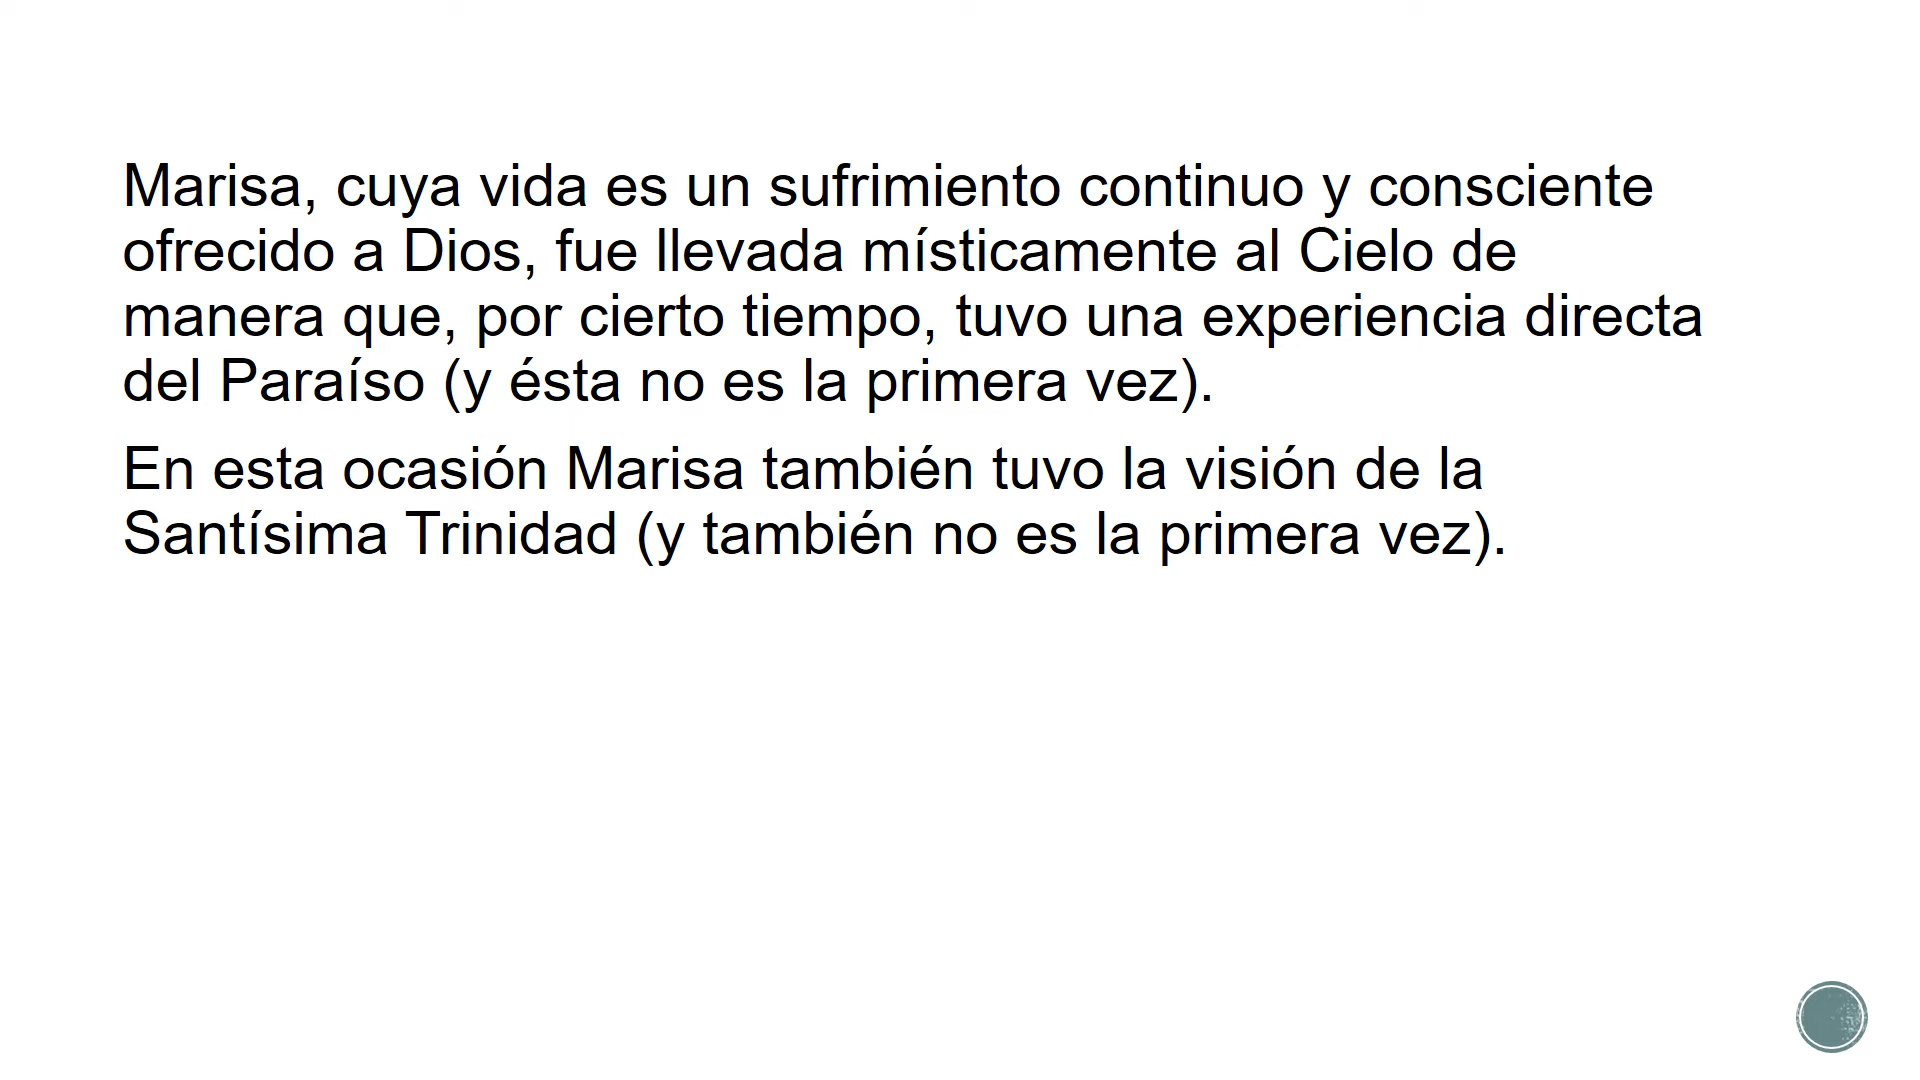 Marisa, cuya vida es un sufrimiento continuo y consciente
ofrecido a Dios, fue llevada místicamente al Cielo de
manera que, por cierto tiempo, tuvo una experiencia directa
del Paraíso (y ésta no es la primera vez).
En esta ocasión Marisa también tuvo la visión de la
Santísima Trinidad (y también no es la primera vez).